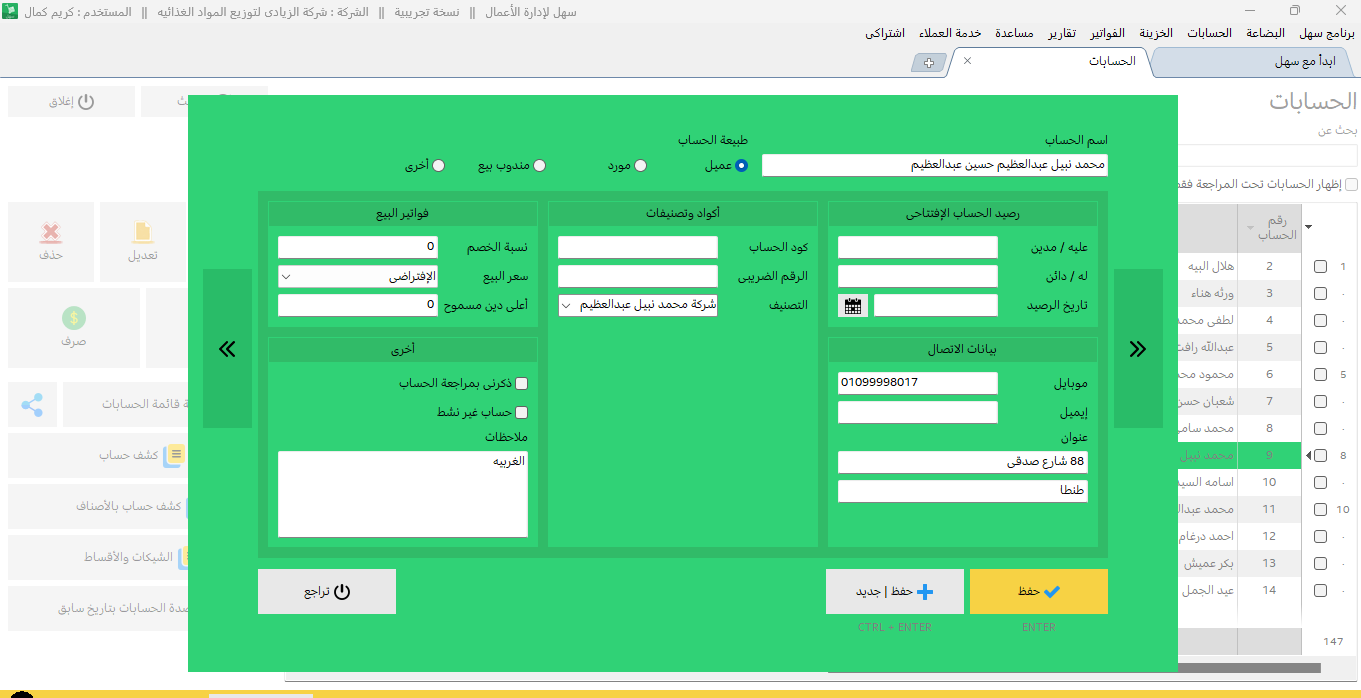 سهل لإدارة الأعمال || نسخة تجريبية || الشركة : شركة الزيادى لتوزيع المواد الغذائيه || المستخدم : كريم كمال
برنامج سهل البضاعة الحسابات الخزينة الفواتير تقارير مساعدة خدمة العملاء اشتراكى
ابدأ مع سهل
الحسابات
الحسابات
بحث عن
إظهار الحسابات تحت المراجعة فقط
إغلاق
رقم الحساب
1 2 هلال البيه
3 ورثه هناء
4 لطفى محمد
5 عبدالله رافت
5 6 محمود محمد
7 شعبان حسن
8 محمد سامى
8 9 محمد نبيل
10 اسامه السيد
10 11 محمد عبدال
12 احمد درغام
13 بكر عميش
14 عيد الجمل
147
اسم الحساب
محمد نبيل عبدالعظيم حسين عبدالعظيم
طبيعة الحساب
عميل مورد مندوب بيع أخرى
رصيد الحساب الإفتتاحى
عليه / مدين
له / دائن
تاريخ الرصيد
بيانات الاتصال
موبايل 01099998017
إيميل
عنوان
88 شارع صدقى
طنطا
أكواد وتصنيفات
كود الحساب
الرقم الضريبى
التصنيف شركة محمد نبيل عبدالعظيم
فواتير البيع
نسبة الخصم 0
سعر البيع الإفتراضى
أعلى دين مسموح 0
أخرى
ذكرنى بمراجعة الحساب
حساب غير نشط
ملاحظات
الغربيه
حفظ
ENTER
حفظ | جديد
CTRL + ENTER
تراجع
تعديل
حذف
صرف
قائمة الحسابات
كشف حساب
كشف حساب بالأصناف
الشيكات والأقساط
الحسابات بتاريخ سابق